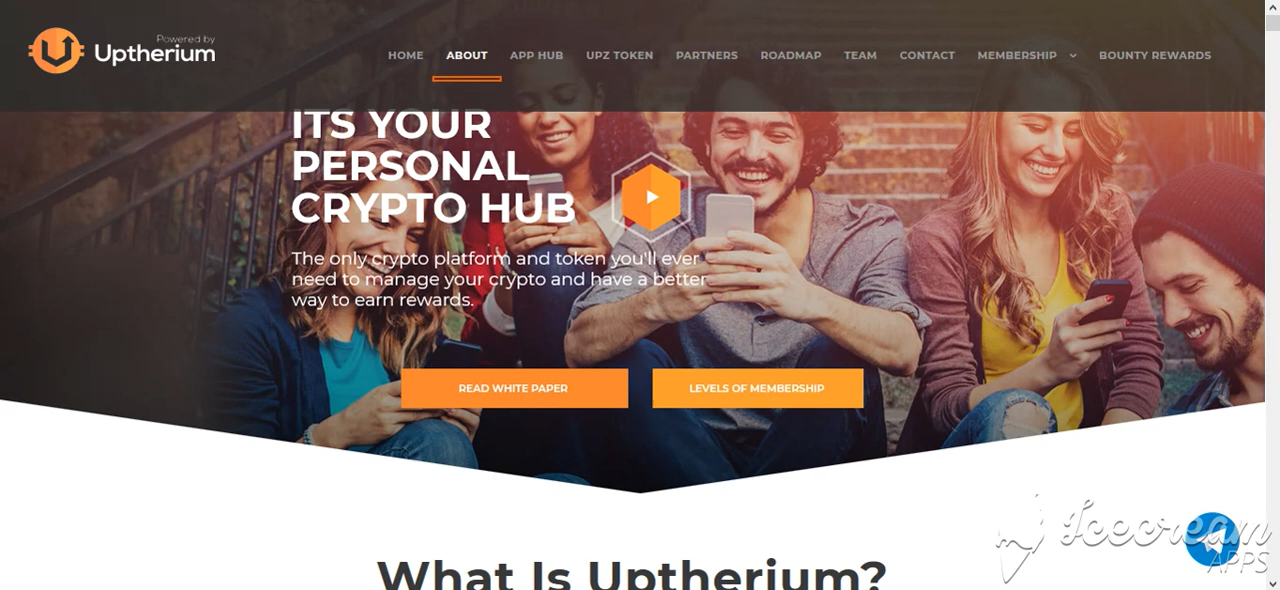 Powered by
Uptherium
HOME ABOUT APP HUB UPZ TOKEN PARTNERS ROADMAP TEAM CONTACT MEMBERSHIP BOUNTY REWARDS
ITS YOUR
PERSONAL
CRYPTO HUB
The only crypto platform and token you'll ever
need to manage your crypto and have a better
way to earn rewards.
READ WHITE PAPER LEVELS OF MEMBERSHIP
What Is Uptherium?
Icecream
APPS